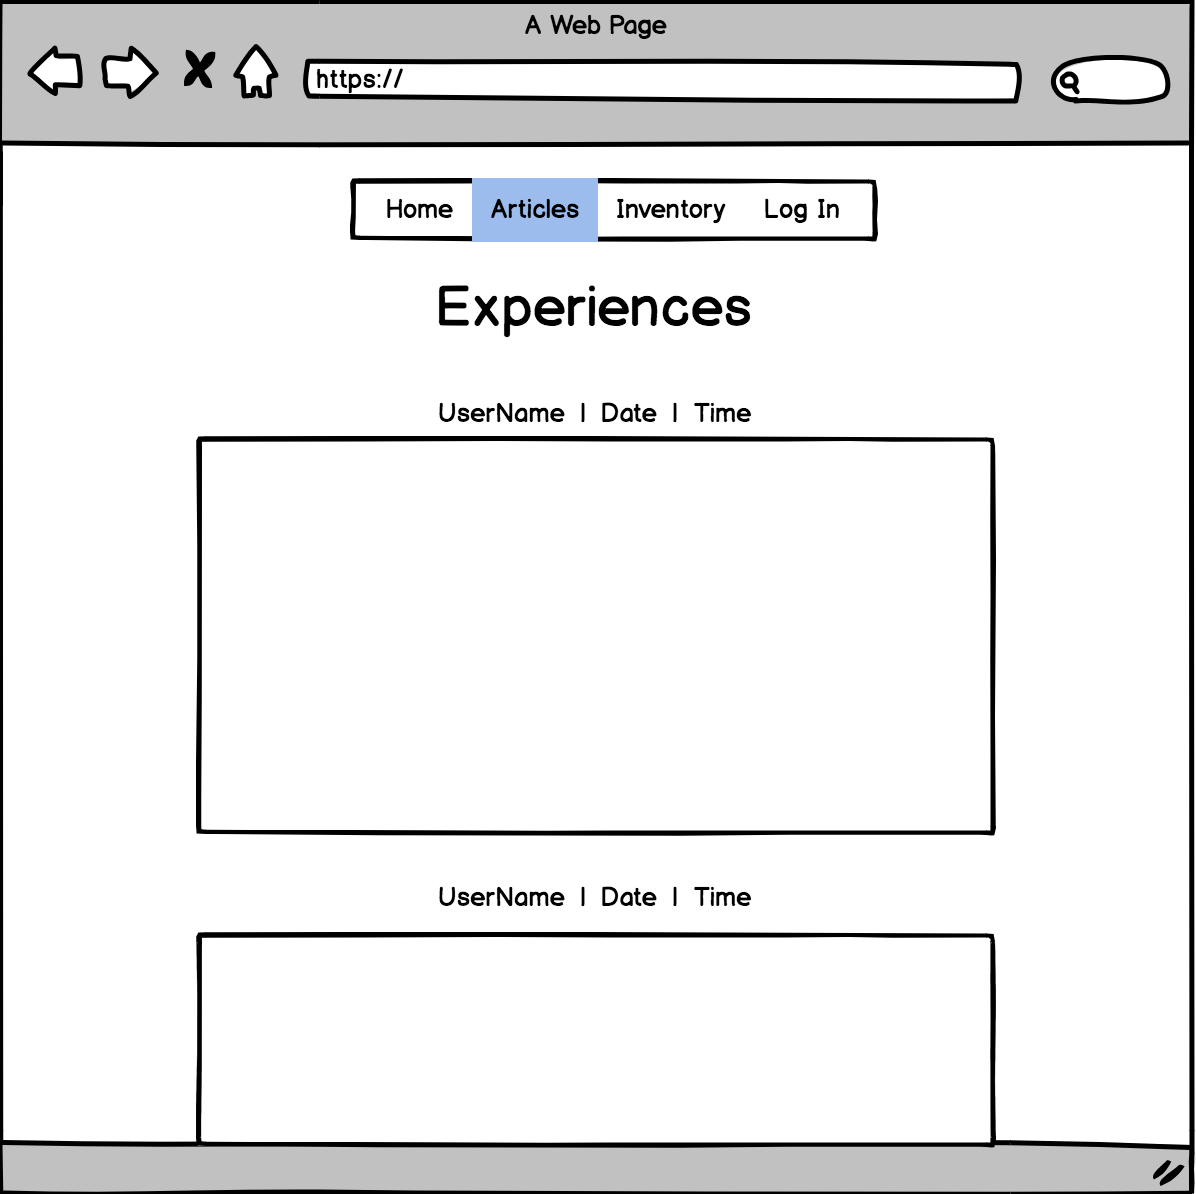 A Web Page
https://
Home Articles Inventory Log In
Experiences
UserName | Date | Time
UserName | Date | Time